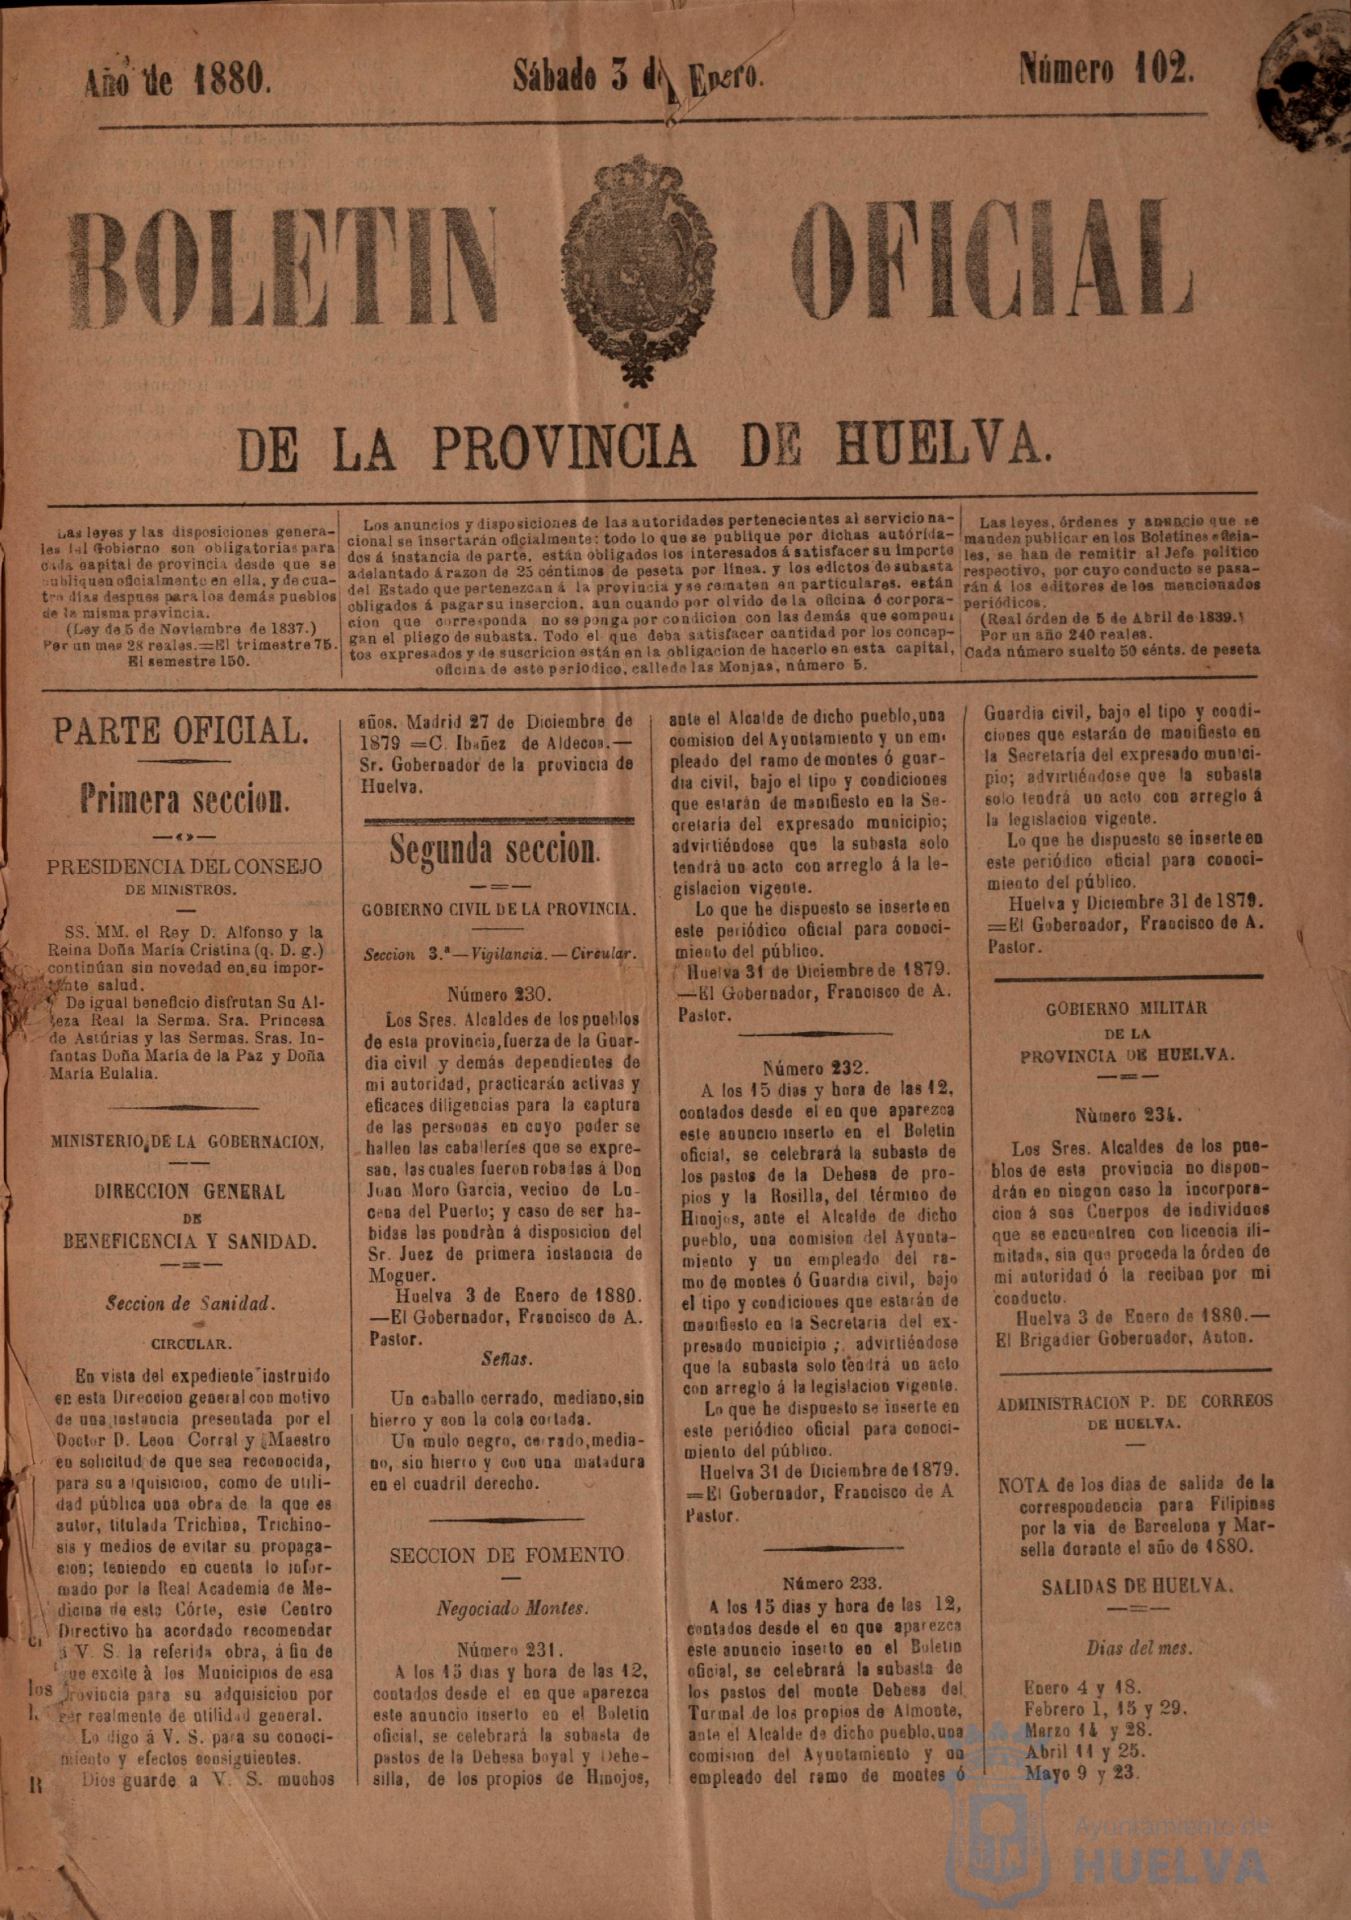 Año de 1880.
Sábado 3 de Enero.
Número 102.
BOLETIN OFICIAL
DE LA PROVINCIA DE HUELVA.
Las leyes y las disposiciones genera-
les del Gobierno son obligatorias para
cada capital de provincia desde que se
publiquen oficialmente en ella, y de cua-
tro dias despues para los demás pueblos
de la misma provincia.
(Ley de 5 de Noviembre de 1837.)
Por un mes 28 reales.=El trimestre 75.
El semestre 150.
Los anuncios y disposiciones de las autoridades pertenecientes al servicio na-
cional se insertarán oficialmente: todo lo que se publique por dichas autorida-
des á instancia de parte, están obligados los interesados á satisfacer su importe
adelantado á razon de 25 céntimos de peseta por línea. y los edictos de subasta
del Estado que pertenezcan á la provincia y se rematen en particulares. están
obligados á pagar su insercion, aun cuando por olvido de la oficina ó corpora-
cion que corresponda no se ponga por condicion con las demás que compon-
gan el pliego de subasta. Todo el que deba satisfacer cantidad por los concep-
tos expresados y de suscricion están en la obligacion de hacerlo en esta capital,
oficina de este periodico, calle de las Monjas, número 5.
Las leyes, órdenes y anuncio que se
manden publicar en los Boletines oficia-
les, se han de remitir al Jefe político
respectivo, por cuyo conducto se pasa-
rán á los editores de los mencionados
periódicos.
(Real órden de 5 de Abril de 1839.)
Por un año 240 reales.
Cada número suelto 50 cénts. de peseta
PARTE OFICIAL.
Primera seccion.
PRESIDENCIA DEL CONSEJO
DE MINISTROS.
SS. MM. el Rey D. Alfonso y la
Reina Doña María Cristina (q. D. g.)
continúan sin novedad en su impor-
tante salud.
De igual beneficio disfrutan Su Al-
teza Real la Serma. Sra. Princesa
de Astúrias y las Sermas. Sras. In-
fantas Doña María de la Paz y Doña
María Eulalia.
MINISTERIO DE LA GOBERNACION,
DIRECCION GENERAL
DE
BENEFICENCIA Y SANIDAD.
Seccion de Sanidad.
CIRCULAR.
En vista del expediente instruido
en esta Direccion general con motivo
de una instancia presentada por el
Doctor D. Leon Corral y Maestro
en solicitud de que sea reconocida,
para su a quisicion, como de utili-
dad pública una obra de la que es
autor, titulada Trichina, Trichino-
sis y medios de evitar su propaga-
cion; teniendo en cuenta lo infor-
mado por la Real Academia de Me-
dicina de esta Córte, este Centro
Directivo ha acordado recomendar
á V. S. la referida obra, á fin de
que excite à los Municipios de esa
provincia para su adquisicion por
ser realmente de utilidad general.
Lo digo á V. S. para su conoci-
miento y efectos consiguientes.
Dios guarde a V. S. muchos
años. Madrid 27 de Diciembre de
1879 =C. Ibañez de Aldecoa.—
Sr. Gobernador de la provincia de
Huelva.
Segunda seccion.
GOBIERNO CIVIL DE LA PROVINCIA.
Seccion 3.ª—Vigilancia.—Circular.
Número 230.
Los Sres. Alcaldes de los pueblos
de esta provincia, fuerza de la Guar-
dia civil y demás dependientes de
mi autoridad, practicarán activas y
eficaces diligencias para la captura
de las personas en cuyo poder se
hallen las caballeríes que se expre-
san, las cuales fueron roba las á Don
Juan Moro Garcia, vecino de Lu-
cena del Puerto; y caso de ser ha-
bidas las pondràn á disposicion del
Sr. Juez de primera instancia de
Moguer.
Huelva 3 de Enero de 1880.
—El Gobernador, Francisco de A.
Pastor.
Señas.
Un caballo cerrado, mediano, sin
hierro y con la cola cortada.
Un mulo negro, cerrado, media-
no, sin hierro y con una matadura
en el cuadril derecho.
SECCION DE FOMENTO
Negociado Montes.
Número 231.
A los 15 dias y hora de las 12,
contados desde el en que aparezca
este anuncio inserto en el Boletin
oficial, se celebrará la subasta de
pastos de la Dehesa boyal y Dehe-
silla, de los propios de Hinojos,
ante el Alcalde de dicho pueblo, una
comision del Ayuntamiento y un em-
pleado del ramo de montes ó guar-
dia civil, bajo el tipo y condiciones
que estarán de manifiesto en la Se-
cretaría del expresado municipio;
advirtiéndose que la subasta solo
tendrá un acto con arreglo á la le-
gislacion vigente.
Lo que he dispuesto se inserte en
este periódico oficial para conoci-
miento del público.
Huelva 31 de Diciembre de 1879.
—El Gobernador, Francisco de A.
Pastor.
Número 232.
A los 15 dias y hora de las 12,
contados desde el en que aparezca
este anuncio inserto en el Boletin
oficial, se celebrará la subasta de
los pastos de la Dehesa de pro-
pios y la Rosilla, del término de
Hinojos, ante el Alcalde de dicho
pueblo, una comision del Ayunta-
miento y un empleado del ra-
mo de montes ó Guardia civil, bajo
el tipo y condiciones que estarán de
manifiesto en la Secretaria del ex-
presado municipio; advirtiéndose
que la subasta solo tendrá un acto
con arreglo á la legislacion vigente.
Lo que he dispuesto se inserte en
este periódico oficial para conoci-
miento del público.
Huelva 31 de Diciembre de 1879.
=El Gobernador, Francisco de A
Pastor.
Número 233.
A los 15 dias y hora de las 12,
contados desde el en que aparezca
este anuncio inserto en el Boletin
oficial, se celebrará la subasta de
los pastos del monte Dehesa del
Turmal de los propios de Almonte,
ante el Alcalde de dicho pueblo, una
comision del Ayuntamiento y un
empleado del ramo de montes ó
Guardia civil, bajo el tipo y condi-
ciones que estarán de manifiesto en
la Secretaría del expresado munici-
pio; advirtiéndose que la subasta
solo tendrá un acto con arreglo á
la legislacion vigente.
Lo que he dispuesto se inserte en
este periódico oficial para conoci-
miento del público.
Huelva y Diciembre 31 de 1879.
=El Gobernador, Francisco de A.
Pastor.
GOBIERNO MILITAR
DE LA
PROVINCIA DE HUELVA.
Nùmero 234.
Los Sres. Alcaldes de los pue-
blos de esta provincia no dispon-
drán en ningun caso la incorpora-
cion á sus Cuerpos de individuos
que se encuentren con licencia ili-
mitada, sin que proceda la órden de
mi autoridad ó la reciban por mi
conducto.
Huelva 3 de Enero de 1880.—
El Brigadier Gobernador, Anton.
ADMINISTRACION P. DE CORREOS
DE HUELVA.
NOTA de los dias de salida de la
correspondencia para Filipinas
por la via de Barcelona y Mar-
sella durante el año de 1880.
SALIDAS DE HUELVA.
Dias del mes.
Enero 4 y 18.
Febrero 1, 15 y 29.
Marzo 14 y 28.
Abril 11 y 25.
Mayo 9 y 23.
Ayuntamiento de
HUELVA